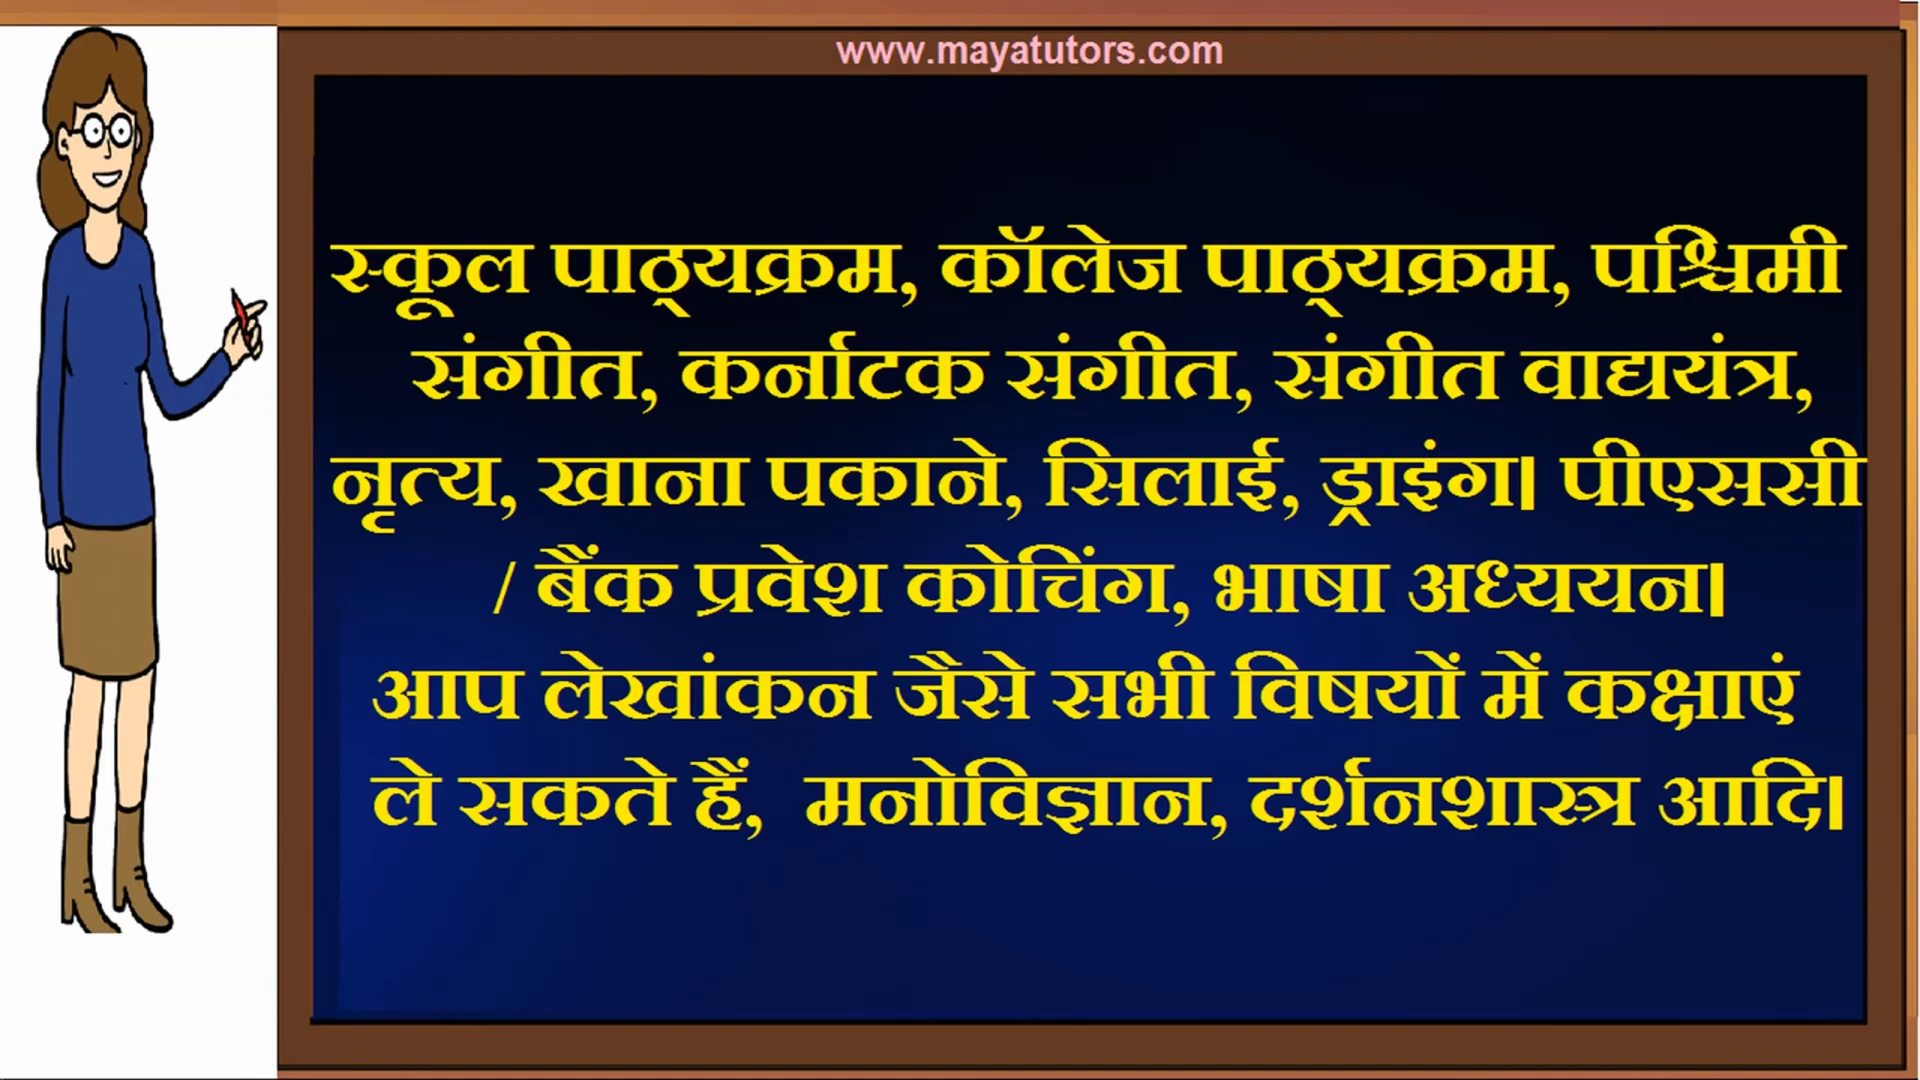 www.mayatutors.com
स्कूल पाठ्यक्रम, कॉलेज पाठ्यक्रम, पश्चिमी
संगीत, कर्नाटक संगीत, संगीत वाद्ययंत्र,
नृत्य, खाना पकाने, सिलाई, ड्राइंग। पीएससी
/ बैंक प्रवेश कोचिंग, भाषा अध्ययन।
आप लेखांकन जैसे सभी विषयों में कक्षाएं
ले सकते हैं, मनोविज्ञान, दर्शनशास्त्र आदि।